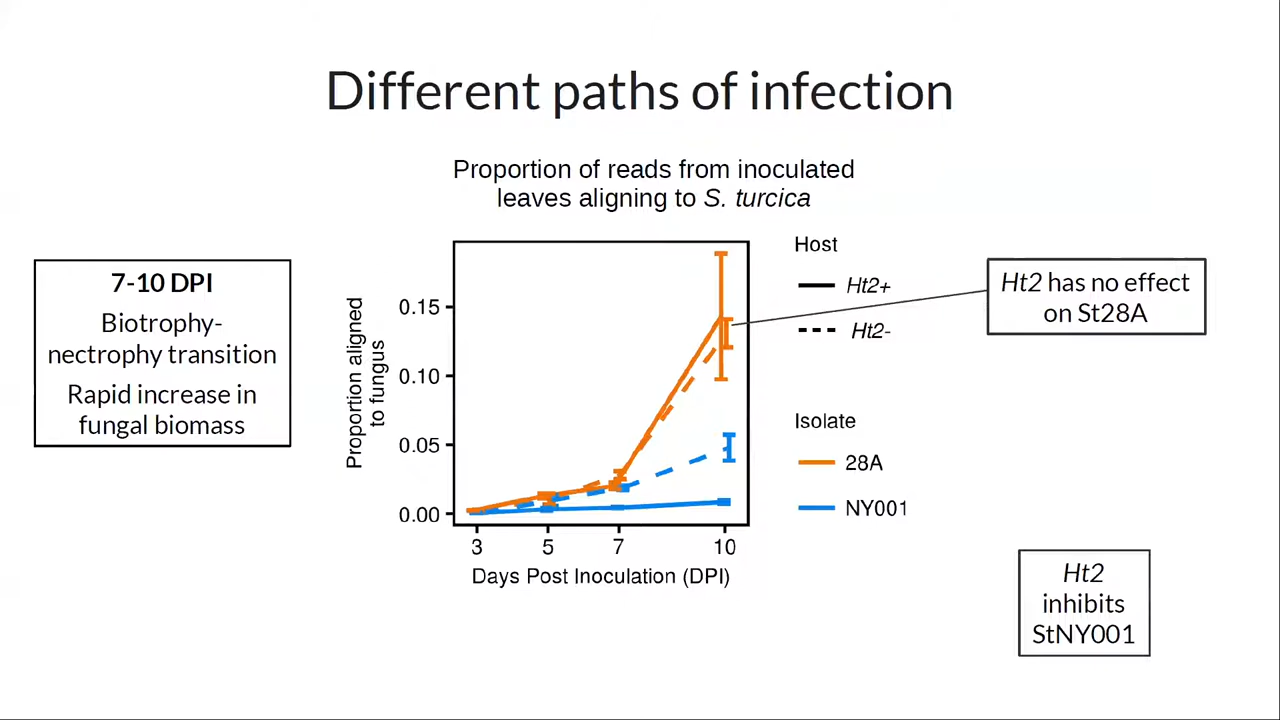 Different paths of infection
Proportion of reads from inoculated
leaves aligning to S. turcica
7-10 DPI
Biotrophy-
nectrophy transition
Rapid increase in
fungal biomass
Proportion aligned
to fungus
0.15
0.10
0.05
0.00
3 5 7 10
Days Post Inoculation (DPI)
Host
Ht2+
Ht2-
Isolate
28A
NY001
Ht2 has no effect
on St28A
Ht2
inhibits
StNY001